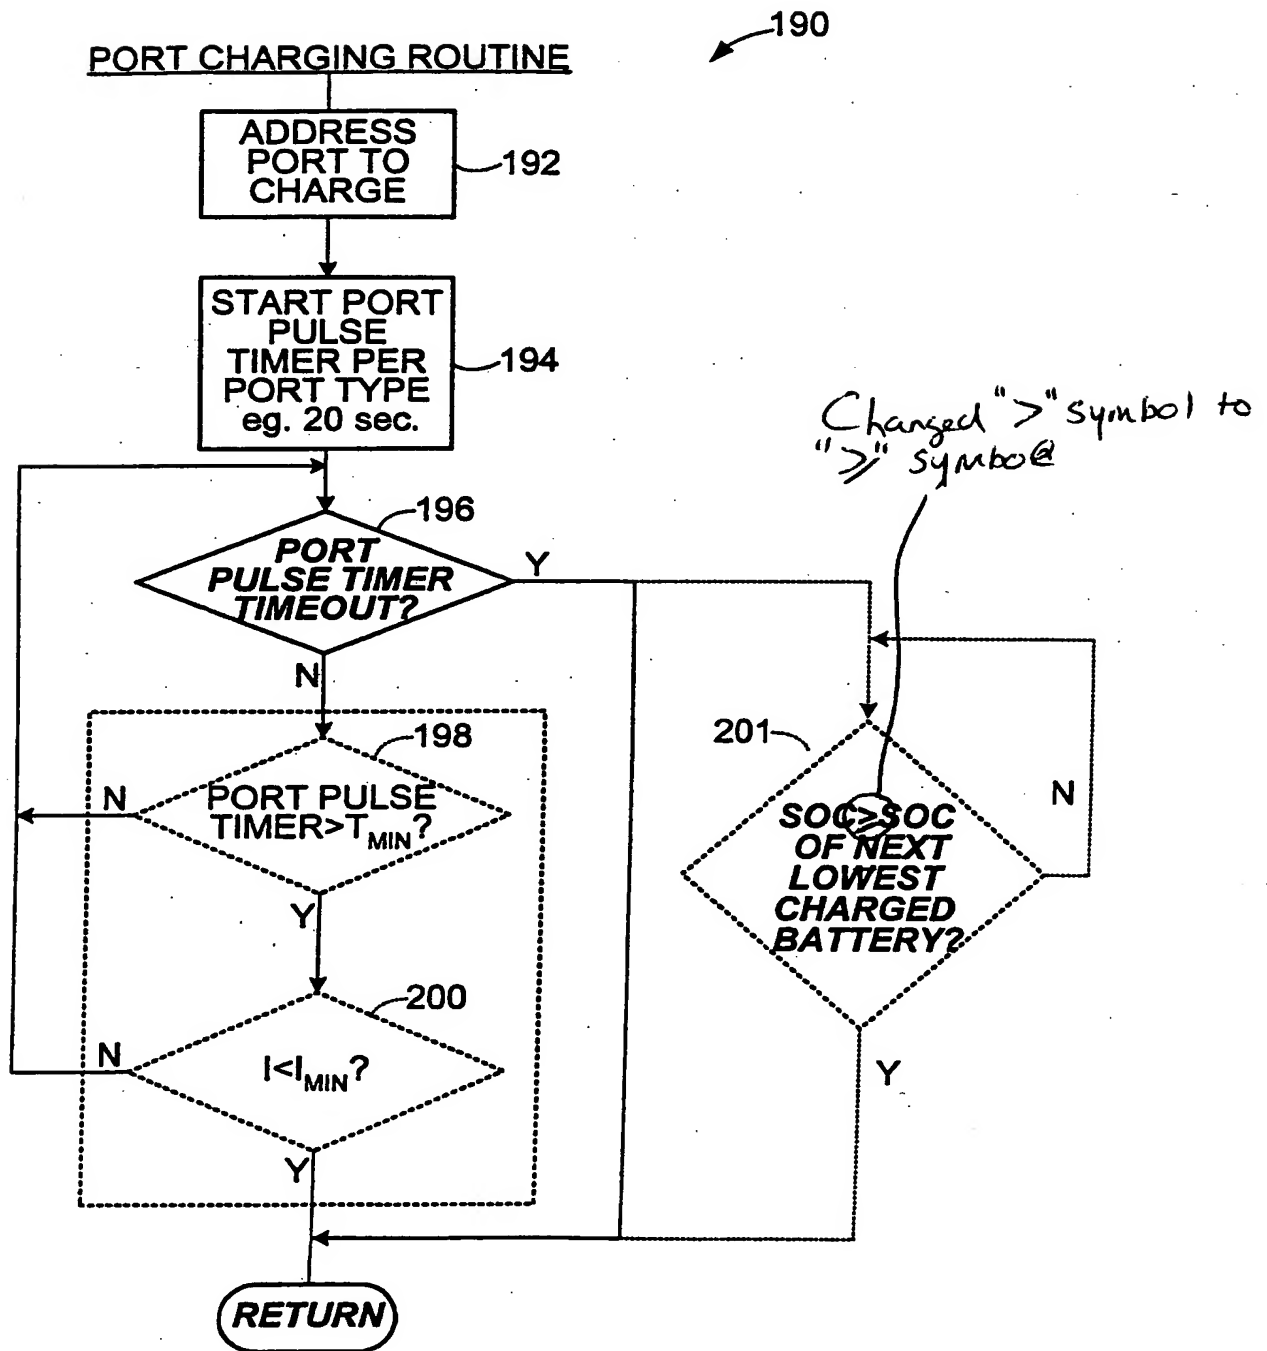 190
PORT CHARGING ROUTINE
ADDRESS
PORT TO
CHARGE
192
START PORT
PULSE
TIMER PER
PORT TYPE
eg. 20 sec.
194
Changed ">" symbol to
"≥" symbol
196
PORT
PULSE TIMER
TIMEOUT?
Y
N
198
PORT PULSE
TIMER>TMIN?
N
Y
201
SOC≥SOC
OF NEXT
LOWEST
CHARGED
BATTERY?
N
Y
200
I<IMIN?
N
Y
RETURN